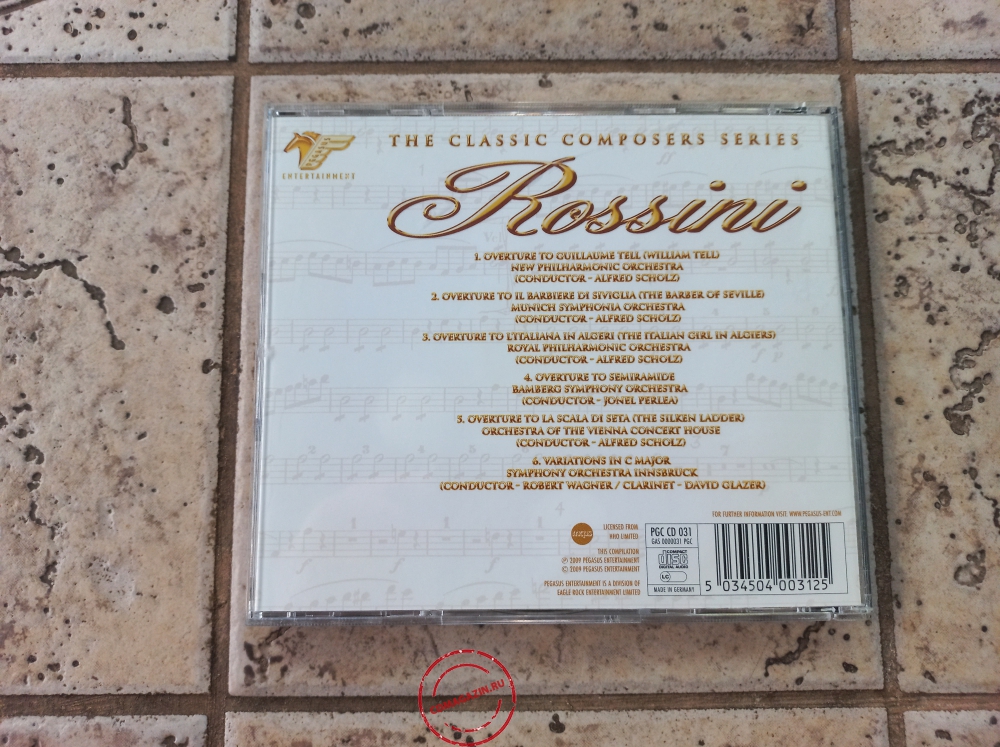 THE CLASSIC COMPOSERS SERIES
ENTERTAINMENT
Rossini
1. OVERTURE TO GUILLAUME TELL (WILLIAM TELL)
NEW PHILHARMONIC ORCHESTRA
(CONDUCTOR - ALFRED SCHOLZ)
2. OVERTURE TO IL BARBIERE DI SIVIGLIA (THE BARBER OF SEVILLE)
MUNICH SYMPHONIA ORCHESTRA
(CONDUCTOR - ALFRED SCHOLZ)
3. OVERTURE TO L'ITALIANA IN ALGERI (THE ITALIAN GIRL IN ALGIERS)
ROYAL PHILHARMONIC ORCHESTRA
(CONDUCTOR - ALFRED SCHOLZ)
4. OVERTURE TO SEMIRAMIDE
BAMBERG SYMPHONY ORCHESTRA
(CONDUCTOR - JONEL PERLEA)
5. OVERTURE TO LA SCALA DI SETA (THE SILKEN LADDER)
ORCHESTRA OF THE VIENNA CONCERT HOUSE
(CONDUCTOR - ALFRED SCHOLZ)
6. VARIATIONS IN C MAJOR
SYMPHONY ORCHESTRA INNSBRUCK
(CONDUCTOR - ROBERT WAGNER / CLARINET - DAVID GLAZER)
FOR FURTHER INFORMATION VISIT: WWW.PEGASUS-ENT.COM
mcps
LICENSED FROM
HHO LIMITED
THIS COMPILATION
℗ 2009 PEGASUS ENTERTAINMENT
© 2009 PEGASUS ENTERTAINMENT
PEGASUS ENTERTAINMENT IS A DIVISION OF
EAGLE ROCK ENTERTAINMENT LIMITED
PGC CD 031
GAS 0000031 PGC
COMPACT
disc
DIGITAL AUDIO
LC
MADE IN GERMANY
5 034504 003125